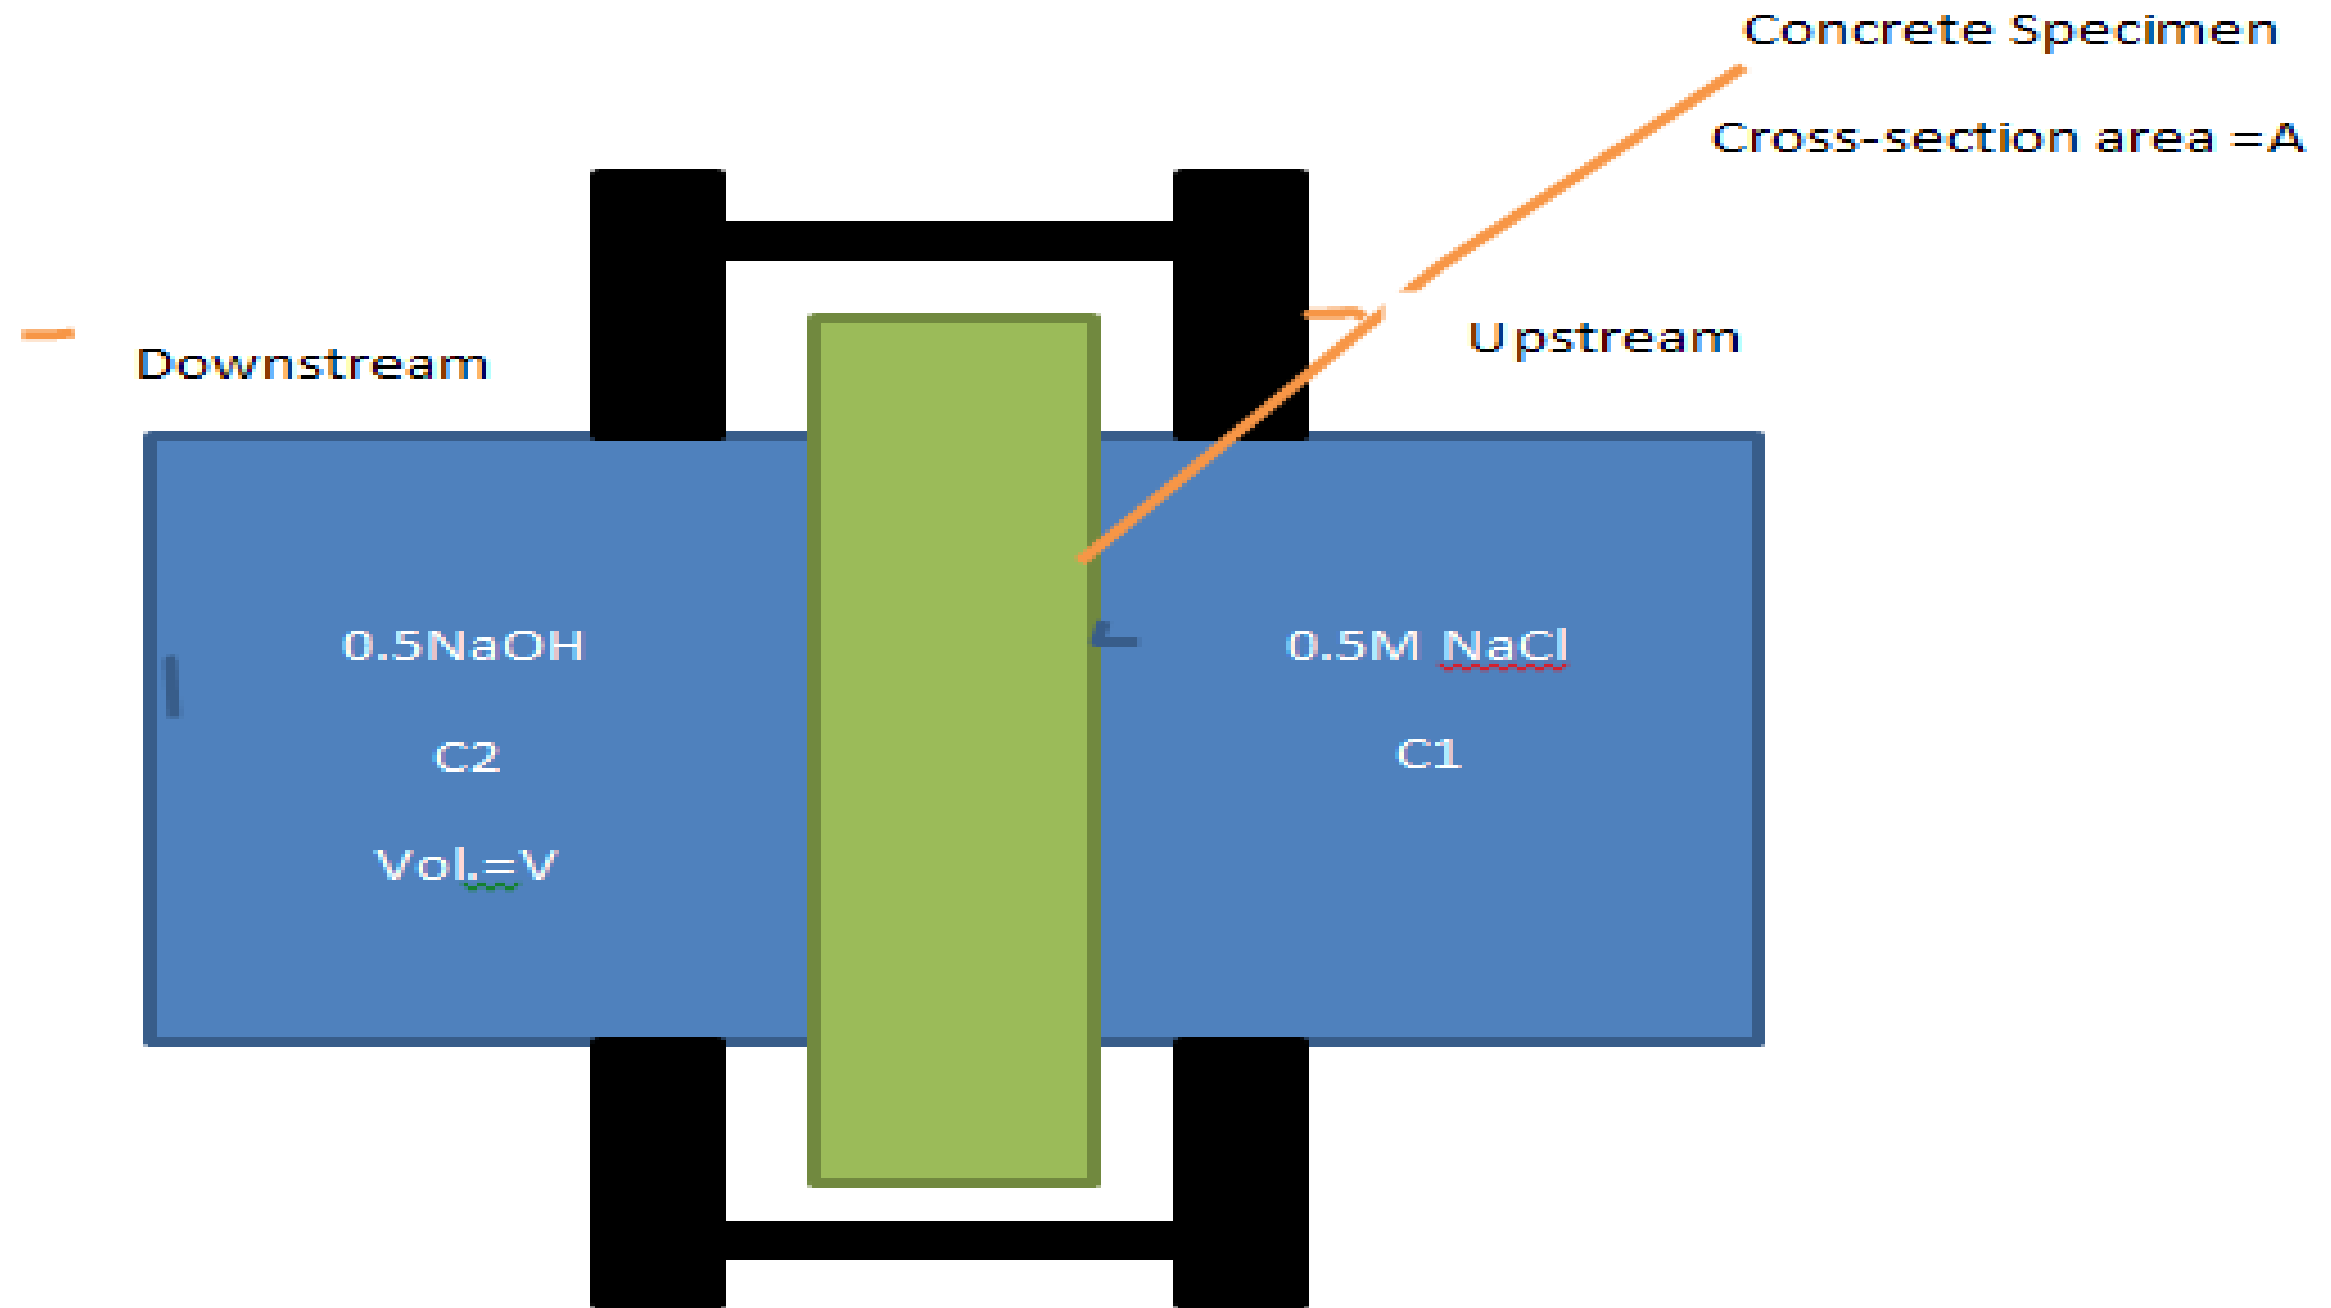 Concrete Specimen
Cross-section area =A
Upstream
Downstream
0.5NaOH
C2
Vol.=V
0.5M NaCl
C1